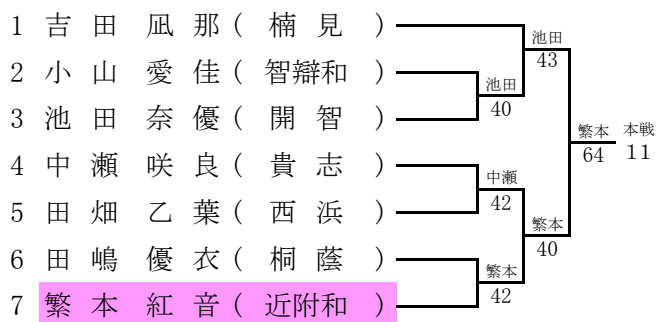 1 吉田 凪那 ( 楠見 )
2 小山 愛佳 ( 智辯和 )
3 池田 奈優 ( 開智 )
4 中瀬 咲良 ( 貴志 )
5 田畑 乙葉 ( 西浜 )
6 田嶋 優衣 ( 桐蔭 )
7 繁本 紅音 ( 近附和 )
池田
40
池田
43
中瀬
42
繁本
42
繁本
40
繁本
64
本戦
11